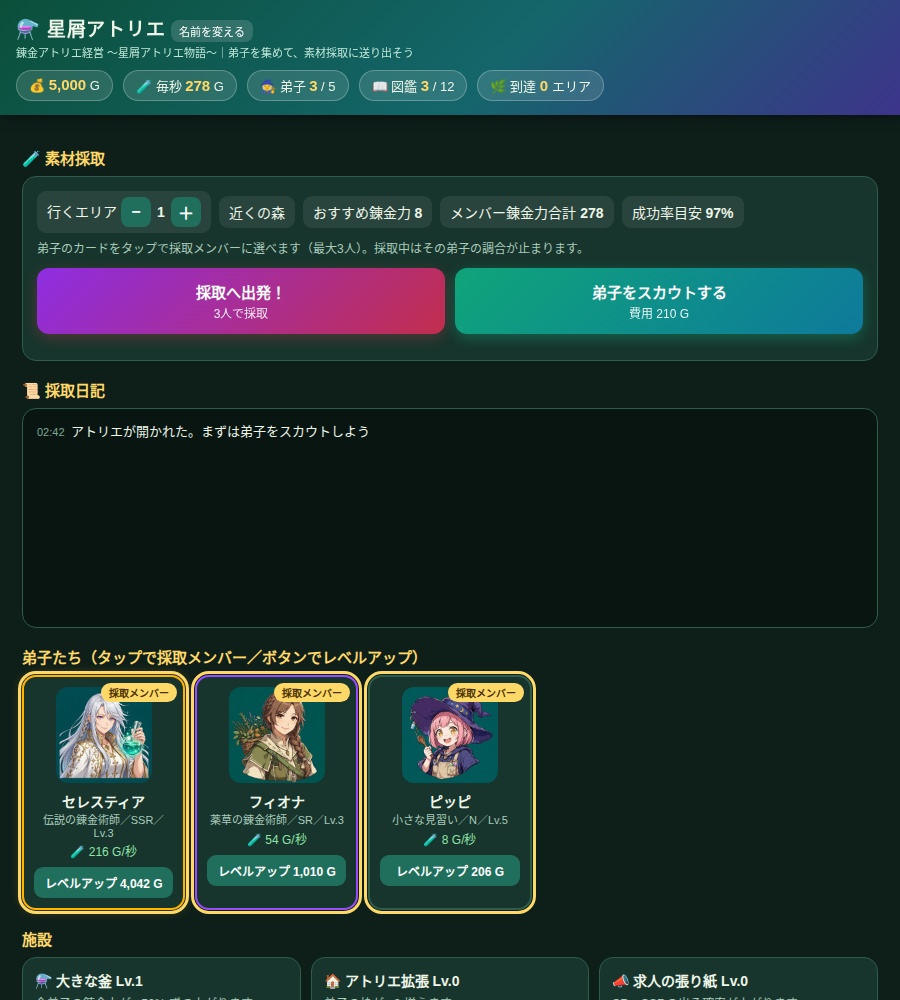 星屑アトリエ 名前を変える
錬金アトリエ経営 〜星屑アトリエ物語〜｜弟子を集めて、素材採取に送り出そう
5,000 G 毎秒 278 G 弟子 3 / 5 図鑑 3 / 12 到達 0 エリア
素材採取
行くエリア − 1 ＋ 近くの森 おすすめ錬金力 8 メンバー錬金力合計 278 成功率目安 97%
弟子のカードをタップで採取メンバーに選べます（最大3人）。採取中はその弟子の調合が止まります。
採取へ出発！ 弟子をスカウトする
3人で採取 費用 210 G
採取日記
02:42 アトリエが開かれた。まずは弟子をスカウトしよう
弟子たち（タップで採取メンバー／ボタンでレベルアップ）
採取メンバー 採取メンバー 採取メンバー
セレスティア
伝説の錬金術師／SSR／
Lv.3
216 G/秒
レベルアップ 4,042 G
フィオナ
薬草の錬金術師／SR／Lv.3
54 G/秒
レベルアップ 1,010 G
ピッピ
小さな見習い／N／Lv.5
8 G/秒
レベルアップ 206 G
施設
大きな釜 Lv.1 アトリエ拡張 Lv.0 求人の張り紙 Lv.0